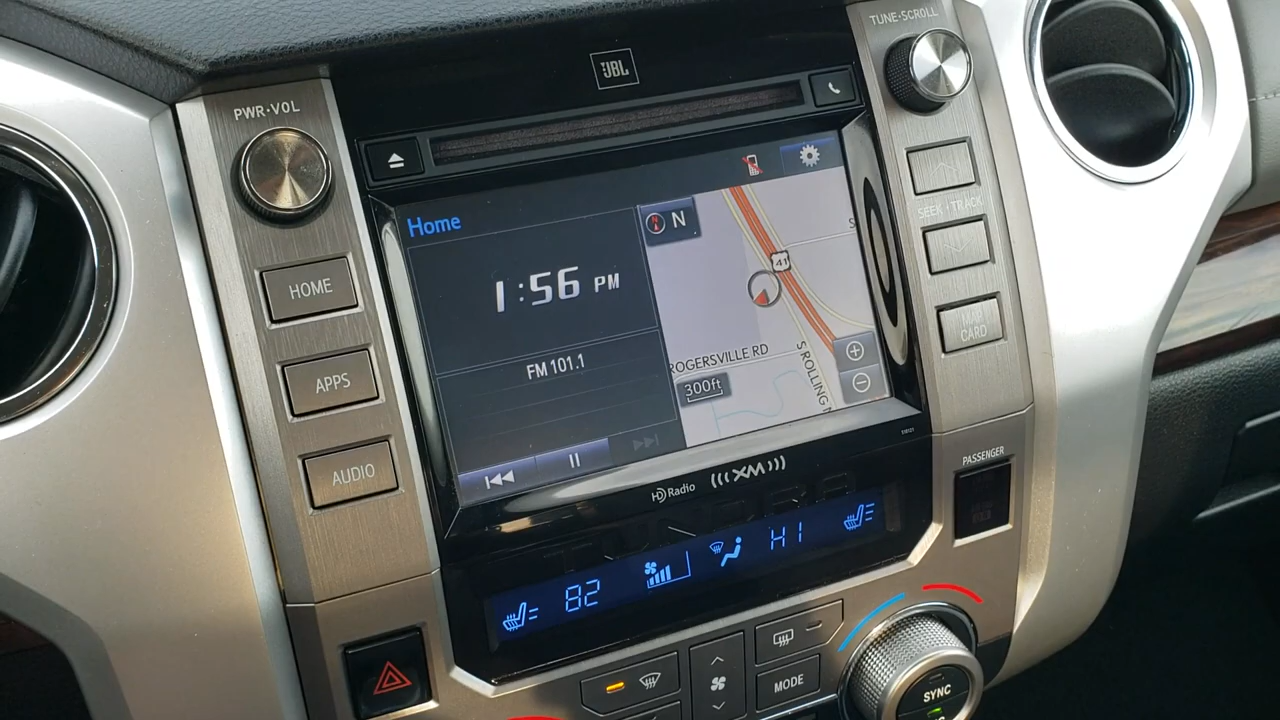 TUNE·SCROLL
JBL
PWR·VOL
SEEK·TRACK
Home
N
41
1:56 PM
HOME
CARD
ROGERSVILLE RD
FM 101.1
S ROLLING
300ft
APPS
AUDIO
HD Radio
((( XM )))
PASSENGER
82
HI
MODE
SYNC